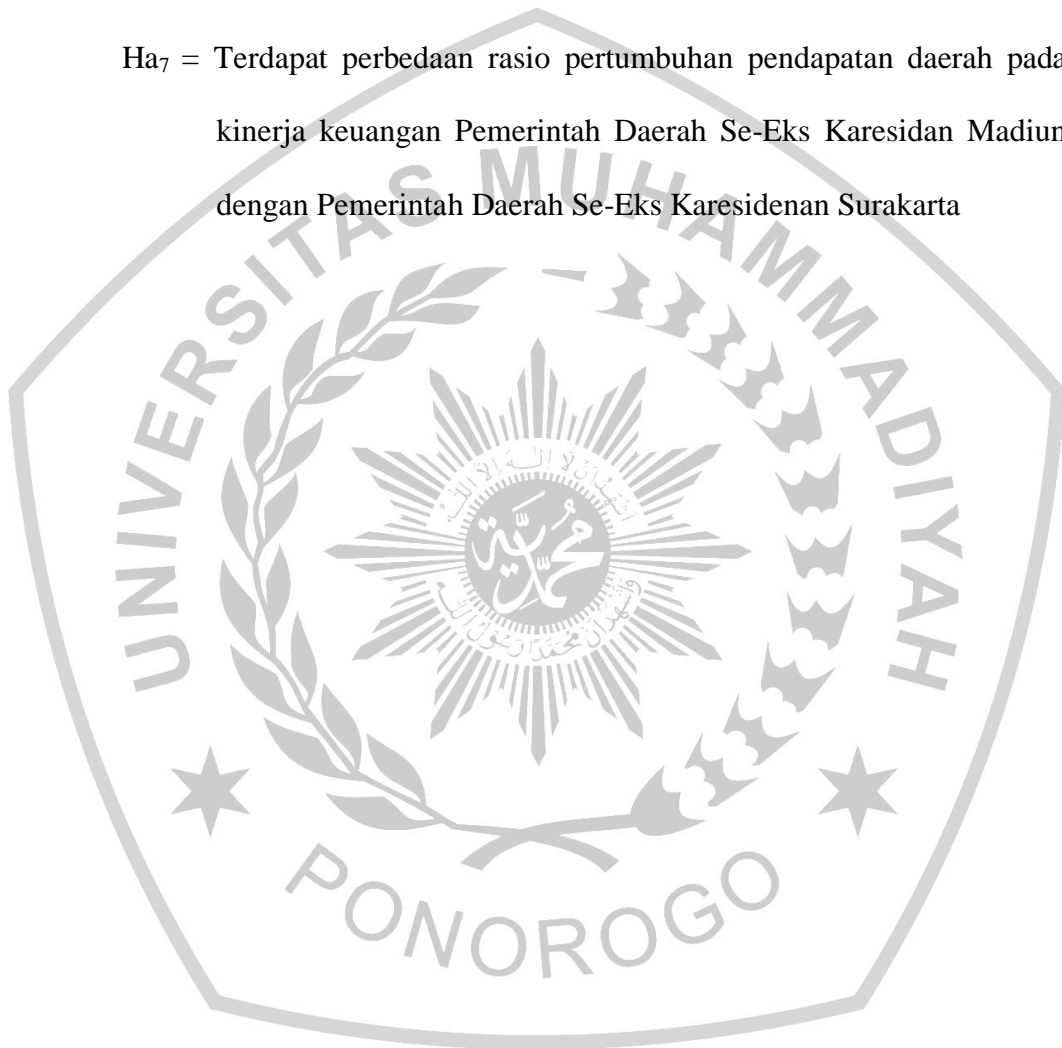 Ha₇ = Terdapat perbedaan rasio pertumbuhan pendapatan daerah pada
kinerja keuangan Pemerintah Daerah Se-Eks Karesidan Madiun
dengan Pemerintah Daerah Se-Eks Karesidenan Surakarta
UNIVERSITAS MUHAMMADIYAH
PONOROGO